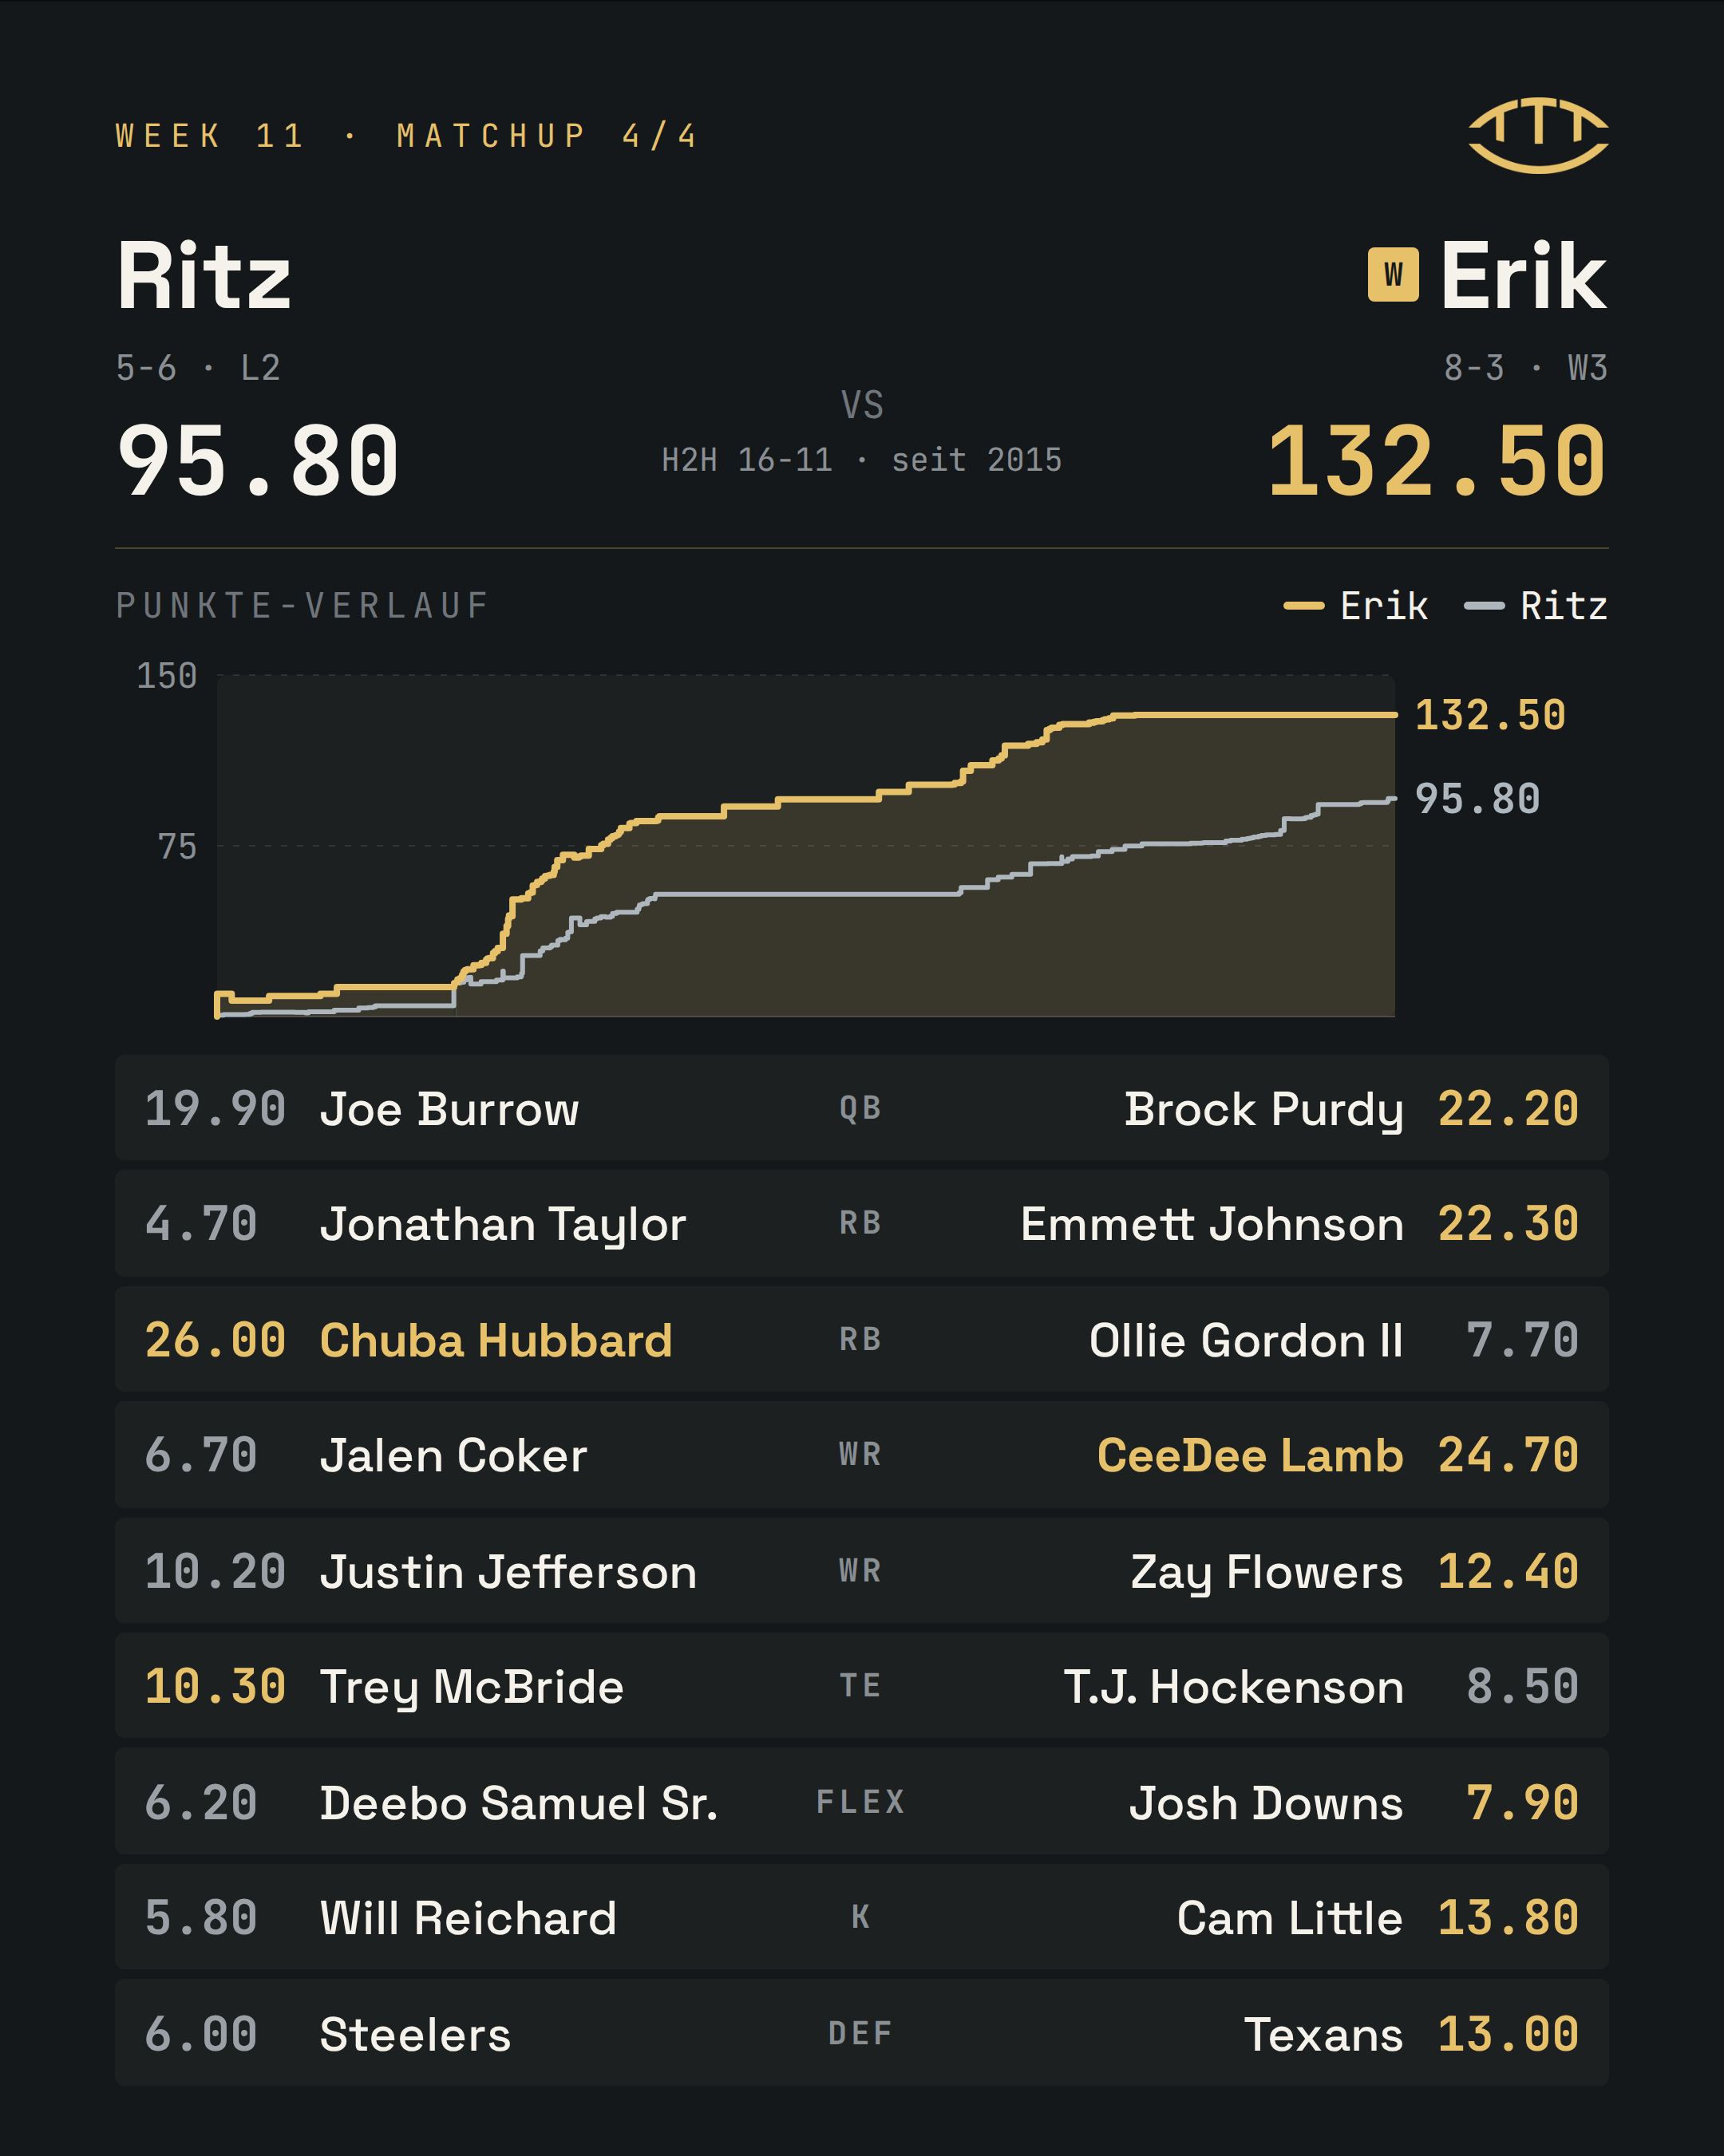 WEEK 11 · MATCHUP 4/4
Ritz
W Erik
5-6 · L2
8-3 · W3
VS
95.80
H2H 16-11 · seit 2015
132.50
PUNKTE-VERLAUF
Erik Ritz
150
132.50
95.80
75
19.90 Joe Burrow QB Brock Purdy 22.20
4.70 Jonathan Taylor RB Emmett Johnson 22.30
26.00 Chuba Hubbard RB Ollie Gordon II 7.70
6.70 Jalen Coker WR CeeDee Lamb 24.70
10.20 Justin Jefferson WR Zay Flowers 12.40
10.30 Trey McBride TE T.J. Hockenson 8.50
6.20 Deebo Samuel Sr. FLEX Josh Downs 7.90
5.80 Will Reichard K Cam Little 13.80
6.00 Steelers DEF Texans 13.00